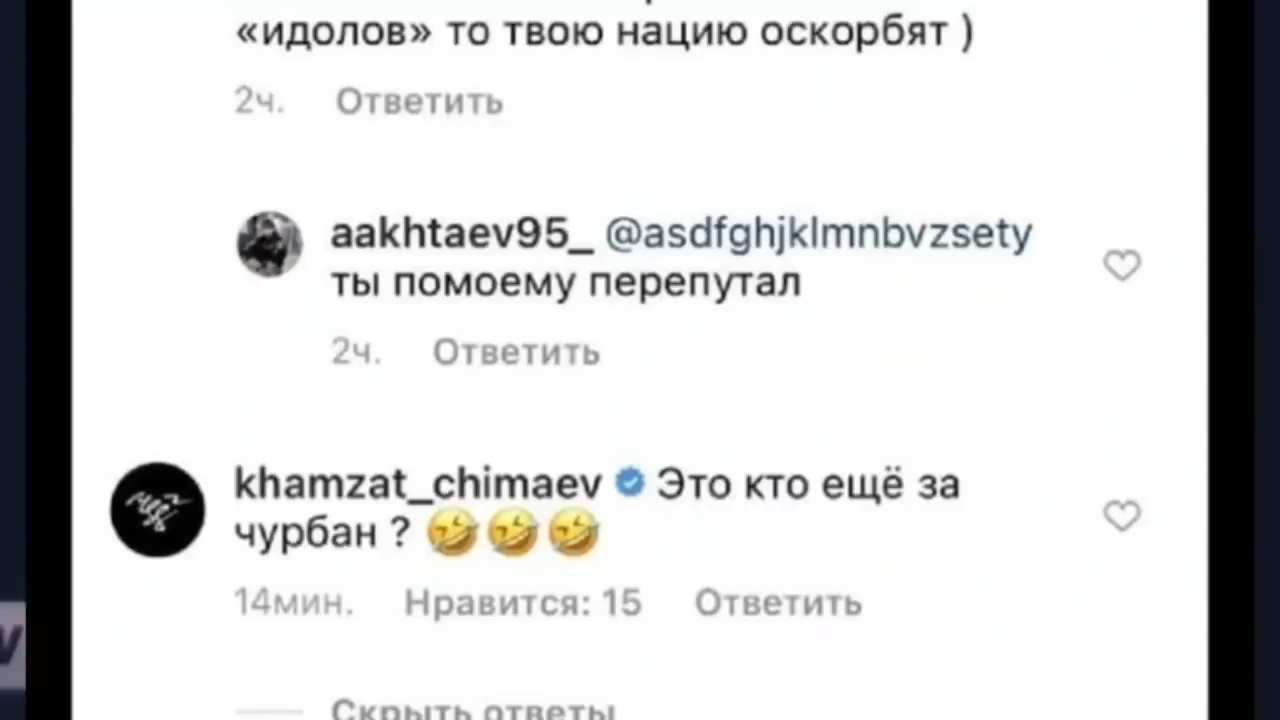 «идолов» то твою нацию оскорбят )
2ч. Ответить
aakhtaev95_ @asdfghjklmnbvzsety
ты помоему перепутал
2ч. Ответить
khamzat_chimaev Это кто ещё за
чурбан ? 🤣🤣🤣
14мин. Нравится: 15 Ответить
Скрыть ответы